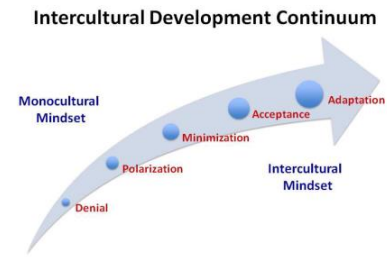 Intercultural Development Continuum
Monocultural
Mindset
Adaptation
Acceptance
Minimization
Polarization
Intercultural
Mindset
Denial